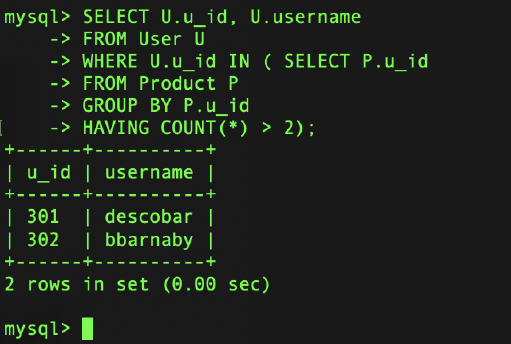 mysql> SELECT U.u_id, U.username
    -> FROM User U
    -> WHERE U.u_id IN ( SELECT P.u_id
    -> FROM Product P
    -> GROUP BY P.u_id
    -> HAVING COUNT(*) > 2);
+------+----------+
| u_id | username |
+------+----------+
| 301  | descobar |
| 302  | bbarnaby |
+------+----------+
2 rows in set (0.00 sec)
mysql>